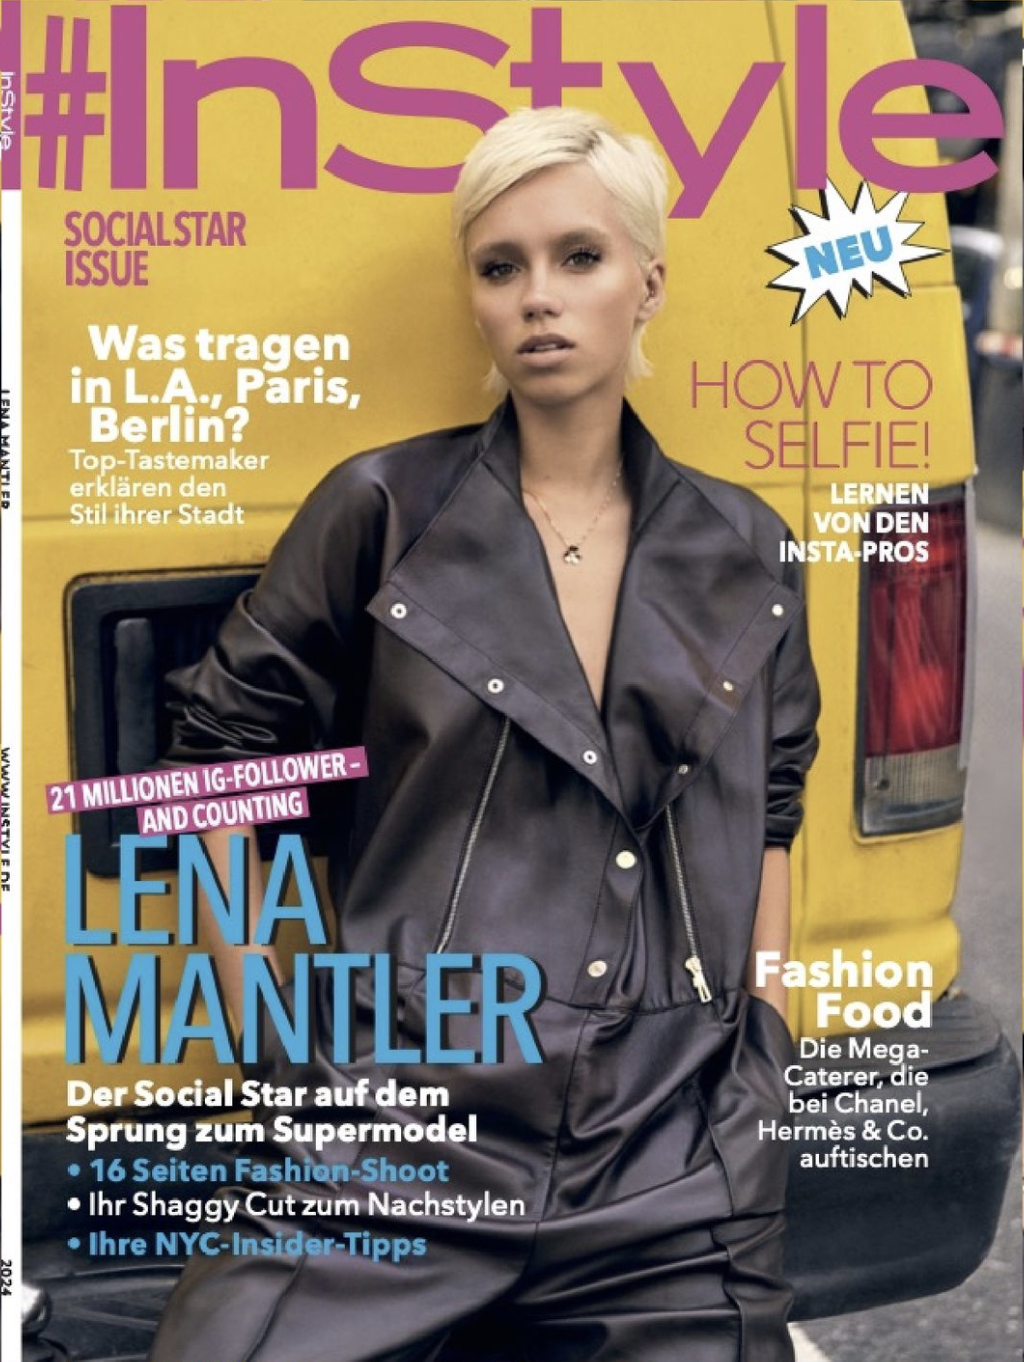 #InStyle
InStyle
SOCIAL STAR
ISSUE
NEU
Was tragen
in L.A., Paris,
Berlin?
Top-Tastemaker
erklären den
Stil ihrer Stadt
HOW TO
SELFIE!
LERNEN
VON DEN
INSTA-PROS
LENA MANTLER
21 MILLIONEN IG-FOLLOWER –
AND COUNTING
LENA
MANTLER
Der Social Star auf dem
Sprung zum Supermodel
• 16 Seiten Fashion-Shoot
• Ihr Shaggy Cut zum Nachstylen
• Ihre NYC-Insider-Tipps
Fashion
Food
Die Mega-
Caterer, die
bei Chanel,
Hermès & Co.
auftischen
WWW.INSTYLE.DE
2024